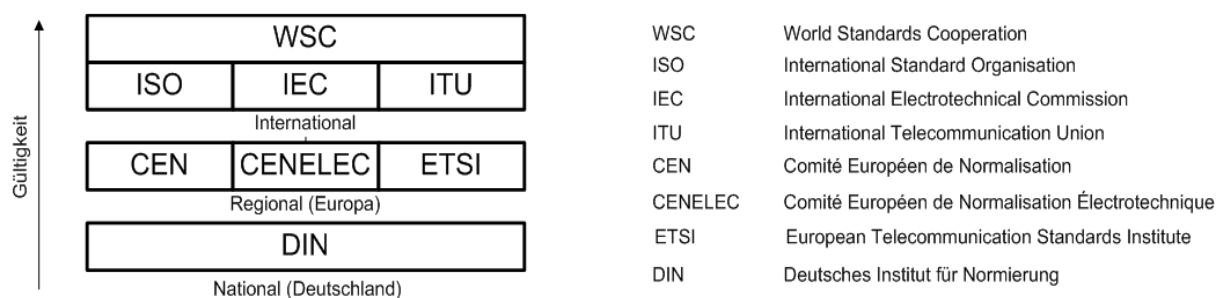 Gültigkeit
WSC
ISO IEC ITU
International
CEN CENELEC ETSI
Regional (Europa)
DIN
National (Deutschland)
WSC World Standards Cooperation
ISO International Standard Organisation
IEC International Electrotechnical Commission
ITU International Telecommunication Union
CEN Comité Européen de Normalisation
CENELEC Comité Européen de Normalisation Électrotechnique
ETSI European Telecommunication Standards Institute
DIN Deutsches Institut für Normierung